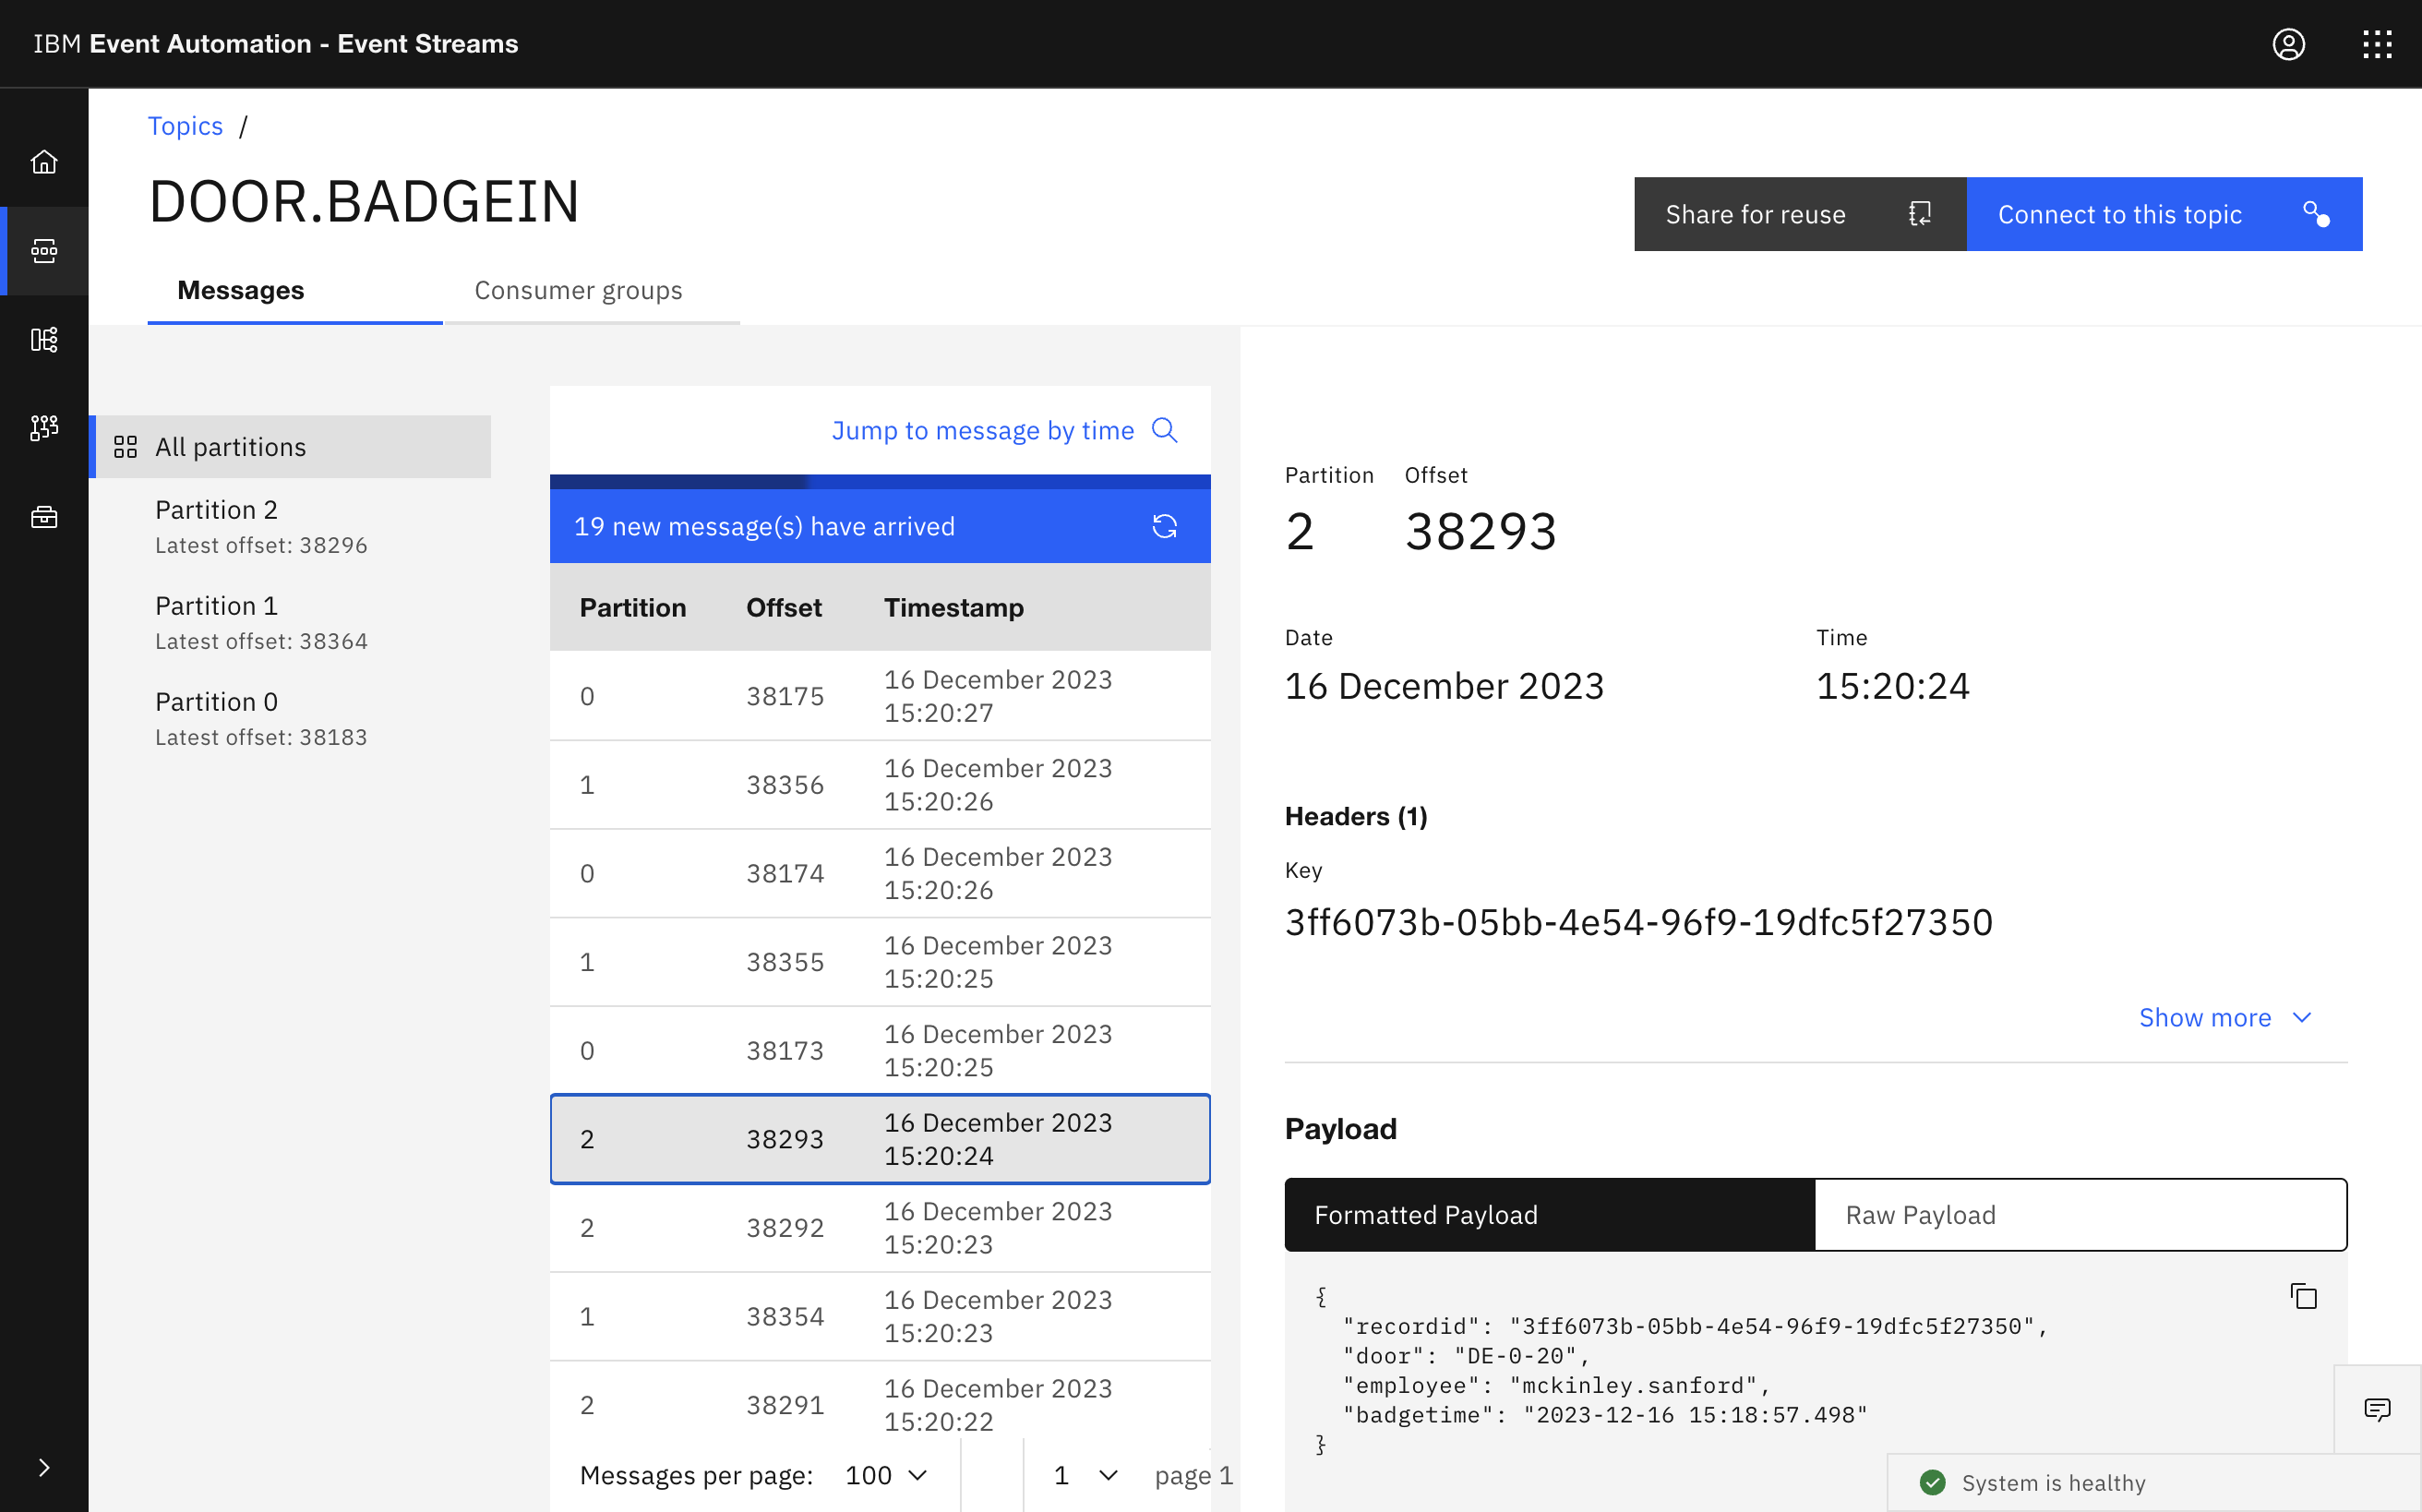 IBM Event Automation - Event Streams
Topics /
DOOR.BADGEIN
Share for reuse
Connect to this topic
Messages
Consumer groups
All partitions
Partition 2
Latest offset: 38296
Partition 1
Latest offset: 38364
Partition 0
Latest offset: 38183
Jump to message by time
19 new message(s) have arrived
Partition Offset Timestamp
0 38175 16 December 2023
15:20:27
1 38356 16 December 2023
15:20:26
0 38174 16 December 2023
15:20:26
1 38355 16 December 2023
15:20:25
0 38173 16 December 2023
15:20:25
2 38293 16 December 2023
15:20:24
2 38292 16 December 2023
15:20:23
1 38354 16 December 2023
15:20:23
2 38291 16 December 2023
15:20:22
Messages per page: 100 1 page 1
Partition Offset
2 38293
Date Time
16 December 2023 15:20:24
Headers (1)
Key
3ff6073b-05bb-4e54-96f9-19dfc5f27350
Show more
Payload
Formatted Payload
Raw Payload
{
"recordid": "3ff6073b-05bb-4e54-96f9-19dfc5f27350",
"door": "DE-0-20",
"employee": "mckinley.sanford",
"badgetime": "2023-12-16 15:18:57.498"
}
System is healthy